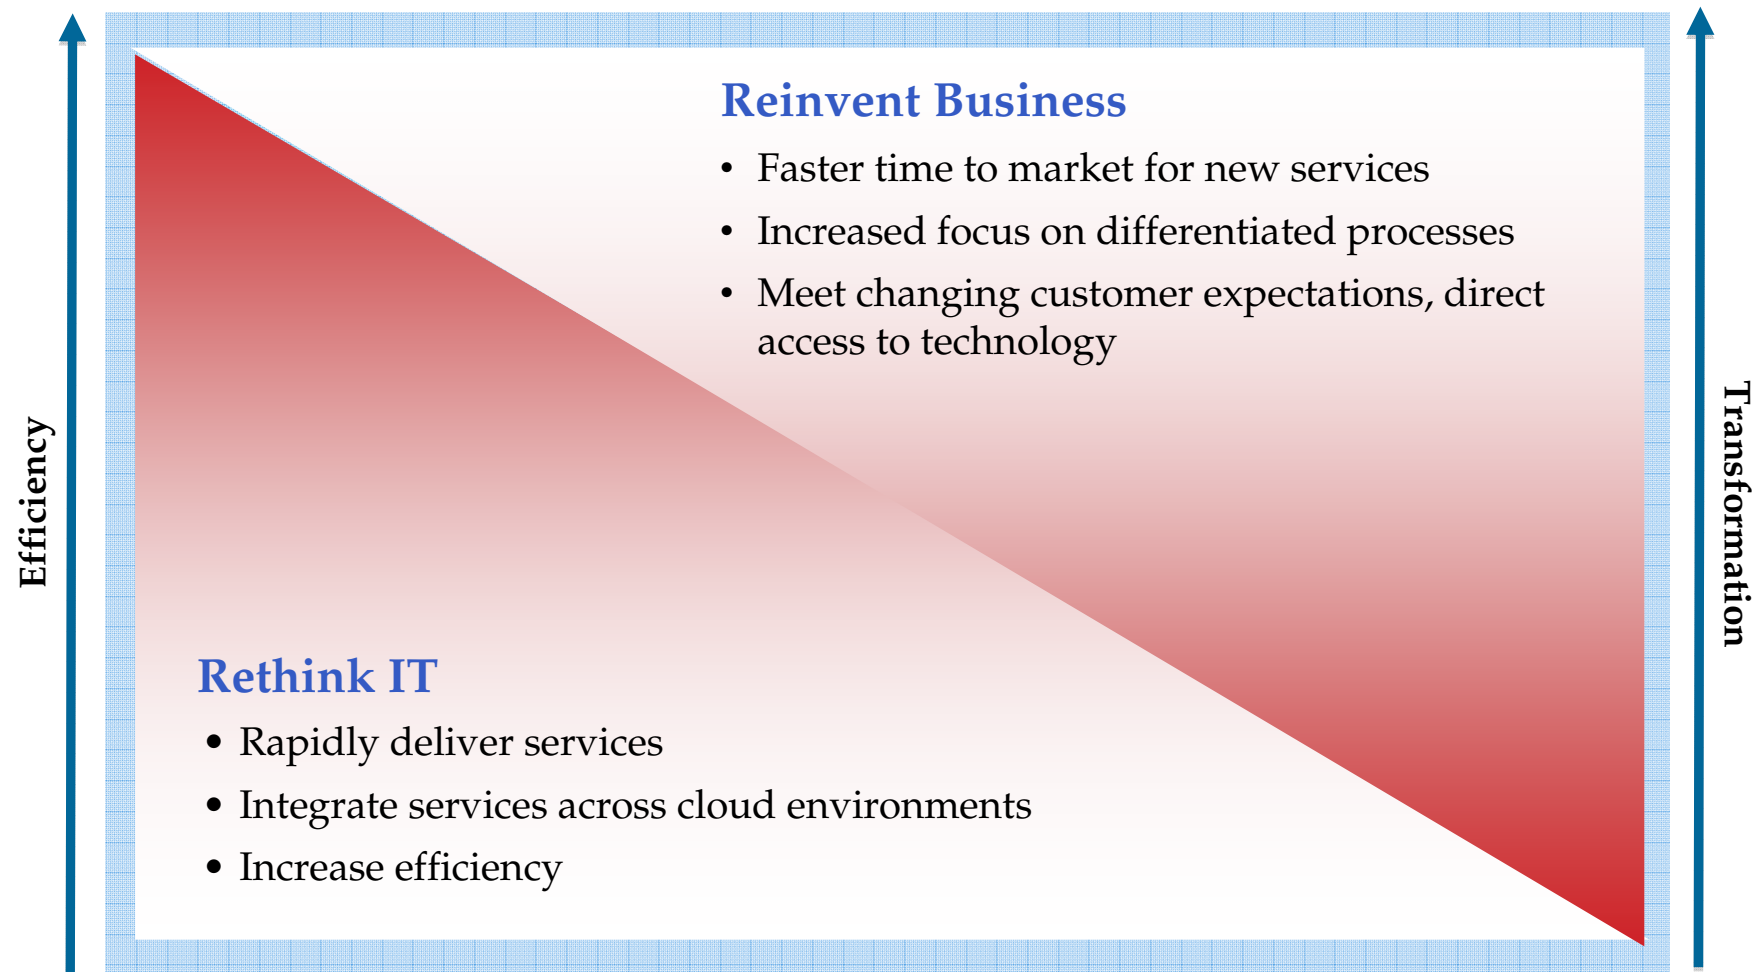 Reinvent Business
• Faster time to market for new services
• Increased focus on differentiated processes
• Meet changing customer expectations, direct
access to technology
Efficiency
Transformation
Rethink IT
• Rapidly deliver services
• Integrate services across cloud environments
• Increase efficiency